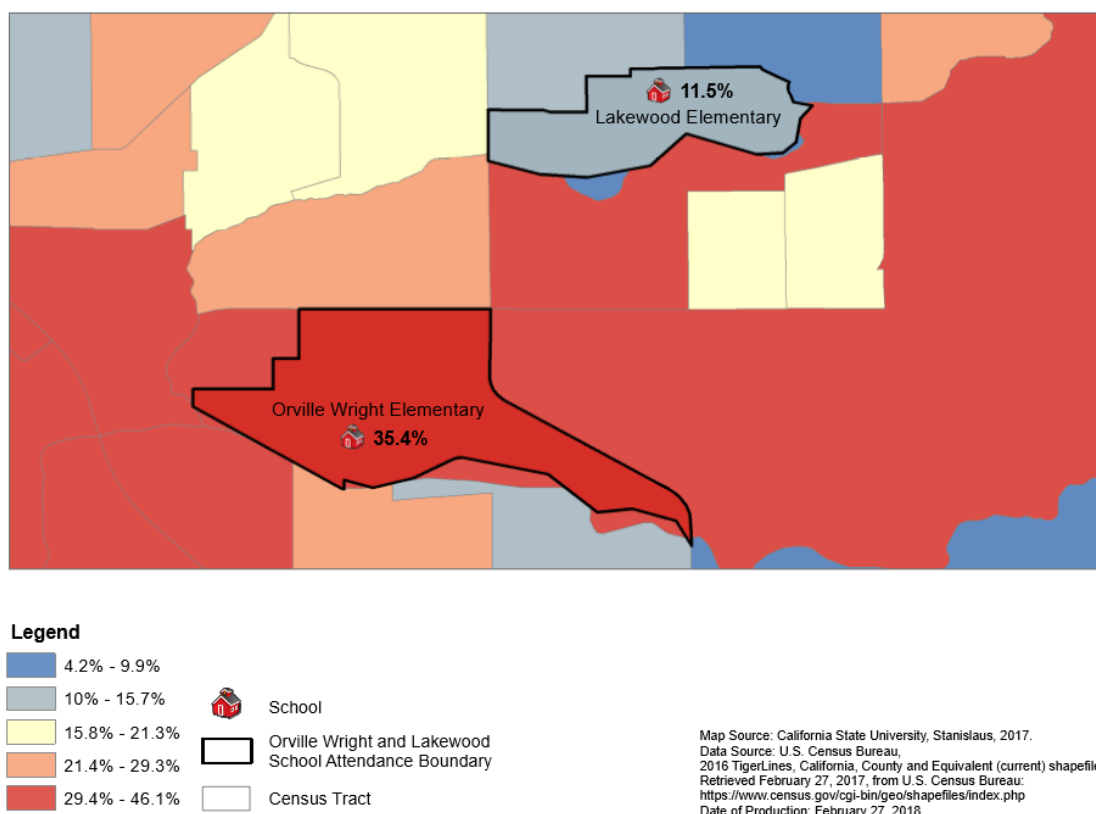 11.5%
Lakewood Elementary
Orville Wright Elementary
35.4%
Legend
4.2% - 9.9%
10% - 15.7%
15.8% - 21.3%
21.4% - 29.3%
29.4% - 46.1%
School
Orville Wright and Lakewood
School Attendance Boundary
Census Tract
Map Source: California State University, Stanislaus, 2017.
Data Source: U.S. Census Bureau,
2016 TigerLines, California, County and Equivalent (current) shapefile
Retrieved February 27, 2017, from U.S. Census Bureau:
https://www.census.gov/cgi-bin/geo/shapefiles/index.php
Date of Production: February 27, 2018